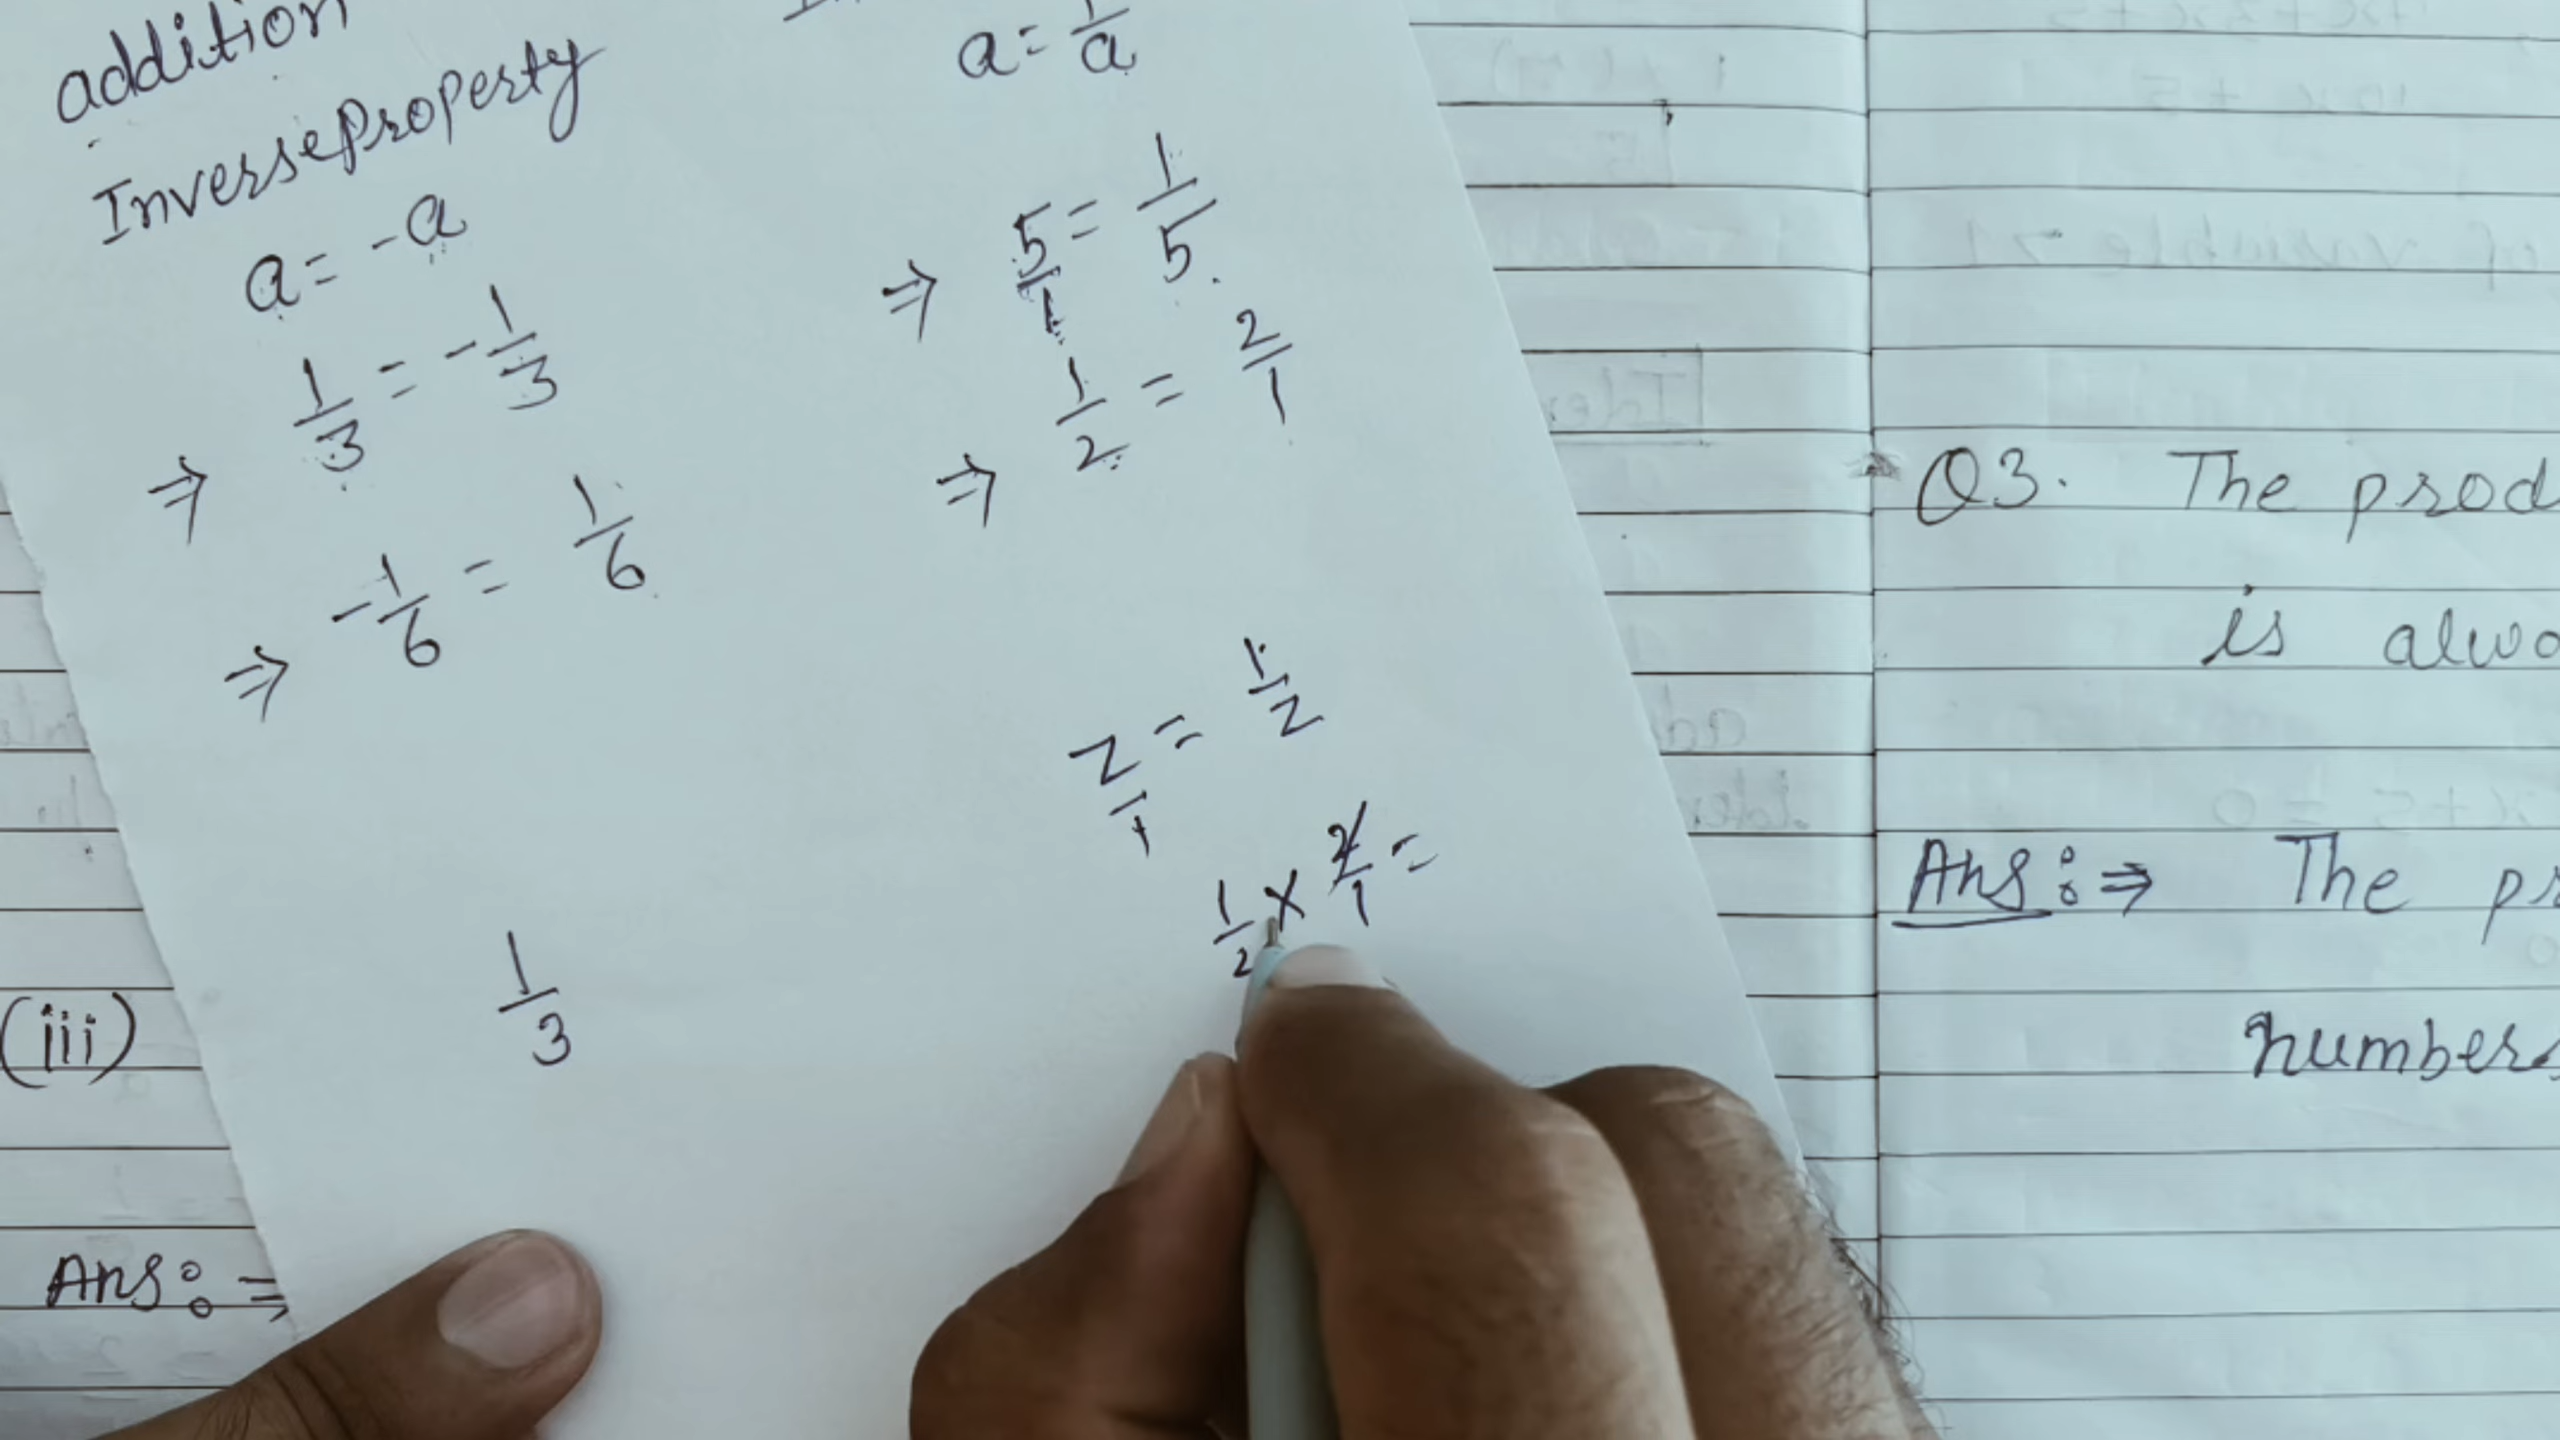 addition
Inverse Property
a = -a
⇒ 1/3 = -1/3
⇒ -1/6 = 1/6
1/3
a = 1/a
⇒ 5/1 = 1/5
⇒ 1/2 = 2/1
z/1 = 1/z
1/2 × 2/1 =
(iii)
Ans: ⇒
Q3. The prod
is alwa
Ans: ⇒ The pr
numbers